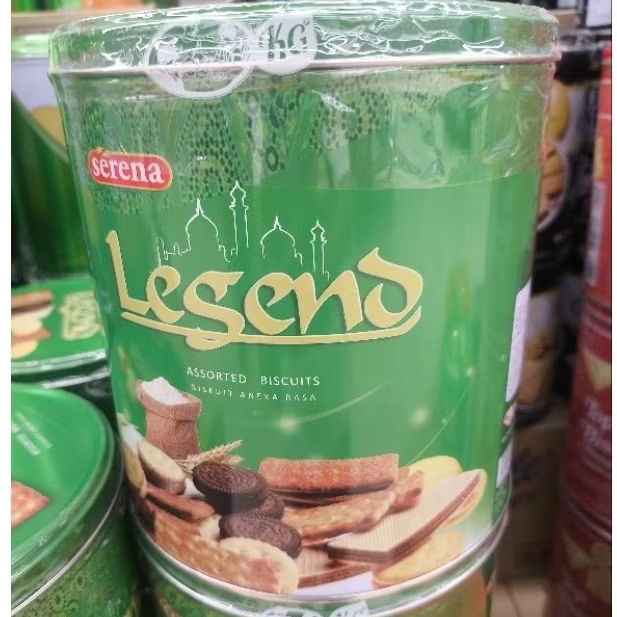 serena
Legend
ASSORTED BISCUITS
BISKUIT ANEKA RASA